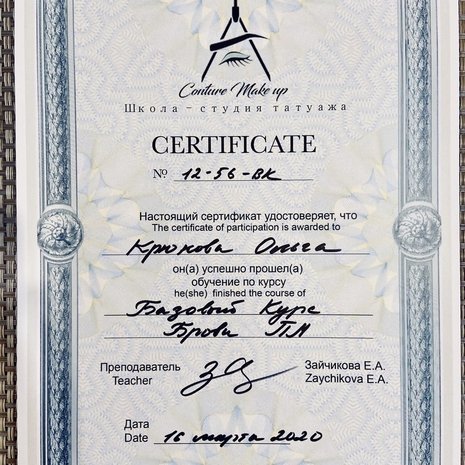 Conture Make up
Школа - студия татуажа
CERTIFICATE
№ 12-56-ВК
Настоящий сертификат удостоверяет, что
The certificate of participation is awarded to
Крюкова Ольга
он(а) успешно прошел(а)
обучение по курсу
he(she) finished the course of
Базовый Курс
Брови ПМ
Преподаватель Зайчикова Е.А.
Teacher Zaychikova E.A.
Дата
Date 16 марта 2020